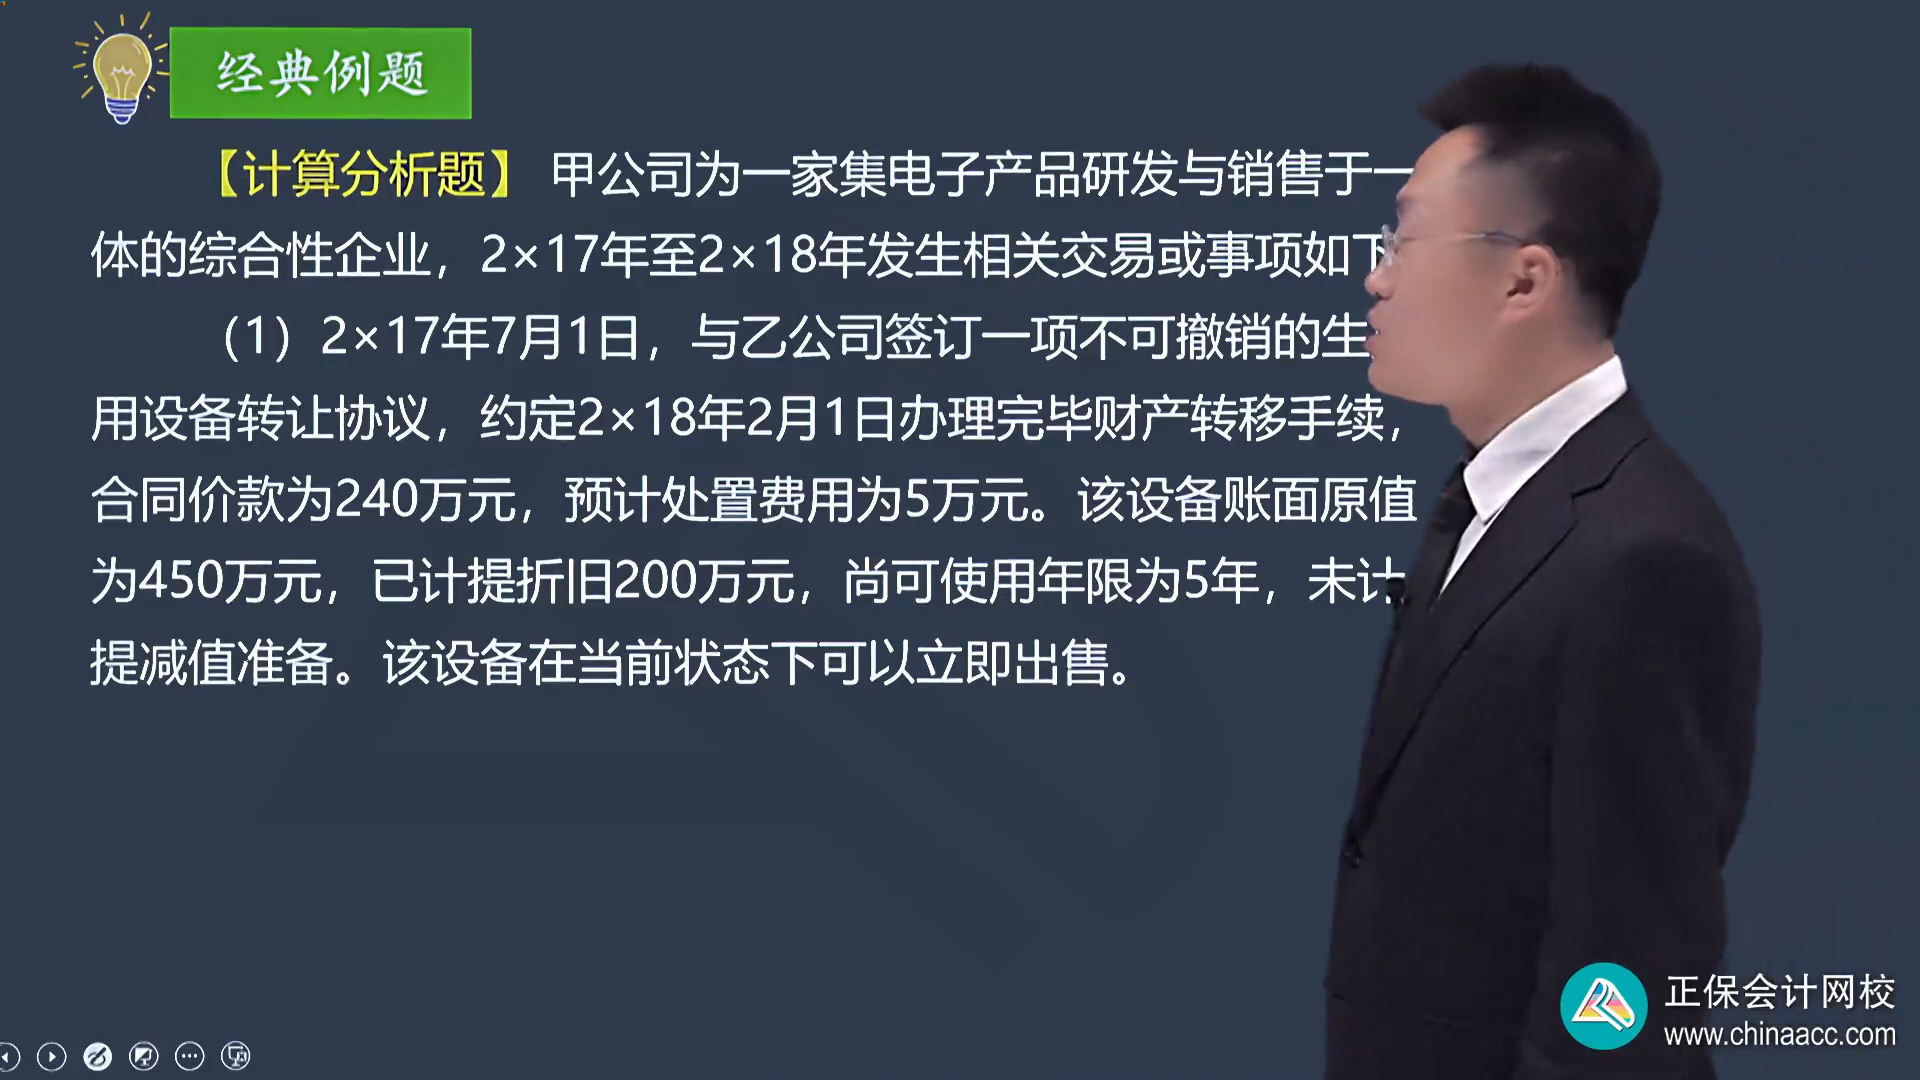 经典例题
【计算分析题】 甲公司为一家集电子产品研发与销售于一
体的综合性企业，2×17年至2×18年发生相关交易或事项如下
（1）2×17年7月1日，与乙公司签订一项不可撤销的生
用设备转让协议，约定2×18年2月1日办理完毕财产转移手续，
合同价款为240万元，预计处置费用为5万元。该设备账面原值
为450万元，已计提折旧200万元，尚可使用年限为5年，未计
提减值准备。该设备在当前状态下可以立即出售。
正保会计网校
www.chinaacc.com